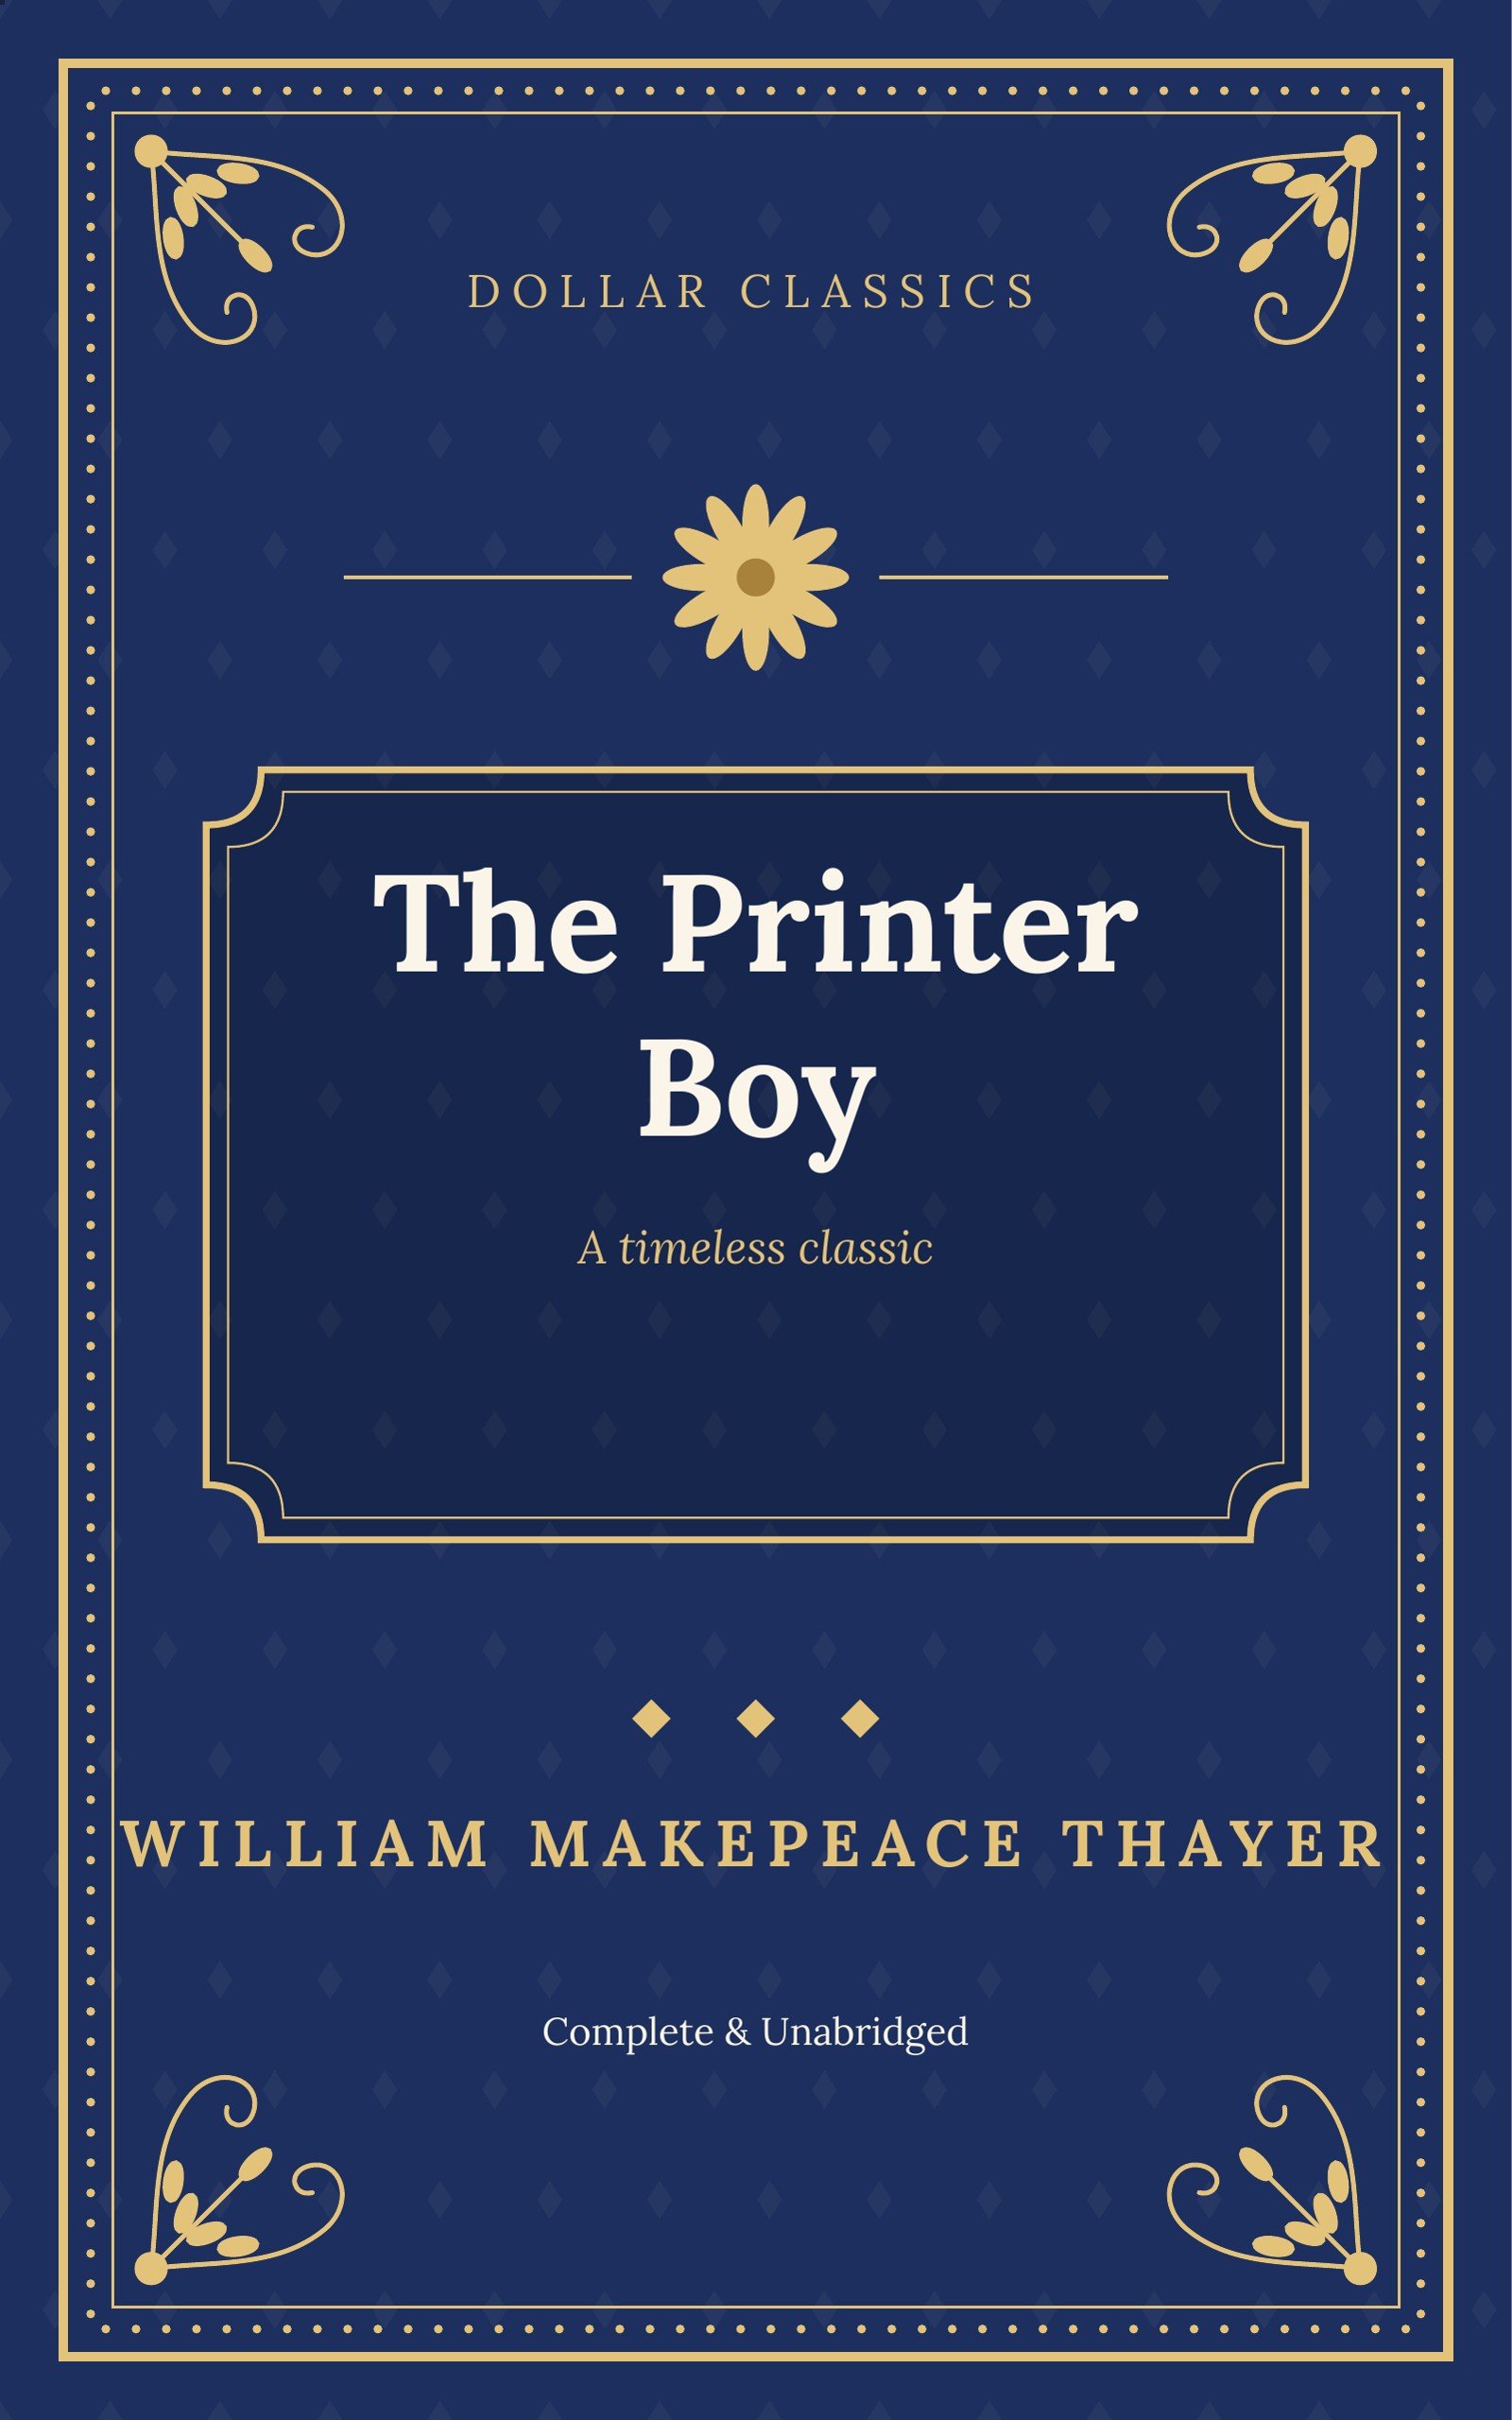 DOLLAR CLASSICS
The Printer
Boy
A timeless classic
WILLIAM MAKEPEACE THAYER
Complete & Unabridged